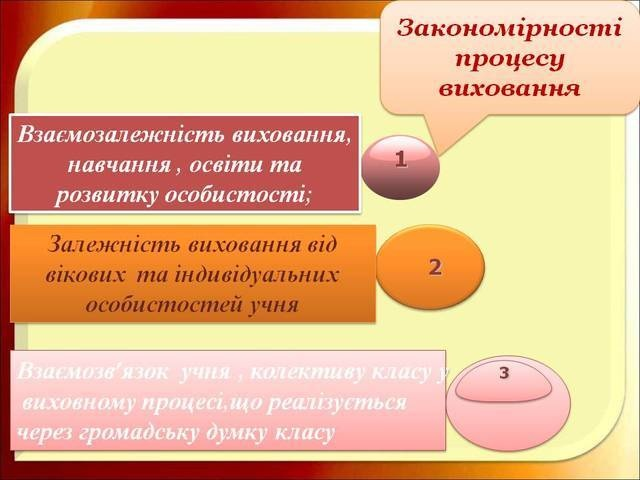 Закономірності
процесу
виховання
Взаємозалежність виховання,
навчання , освіти та
розвитку особистості;
1
Залежність виховання від
вікових та індивідуальних
особистостей учня
2
Взаємозв'язок учня , колективу класу у
виховному процесі,що реалізується
через громадську думку класу
3